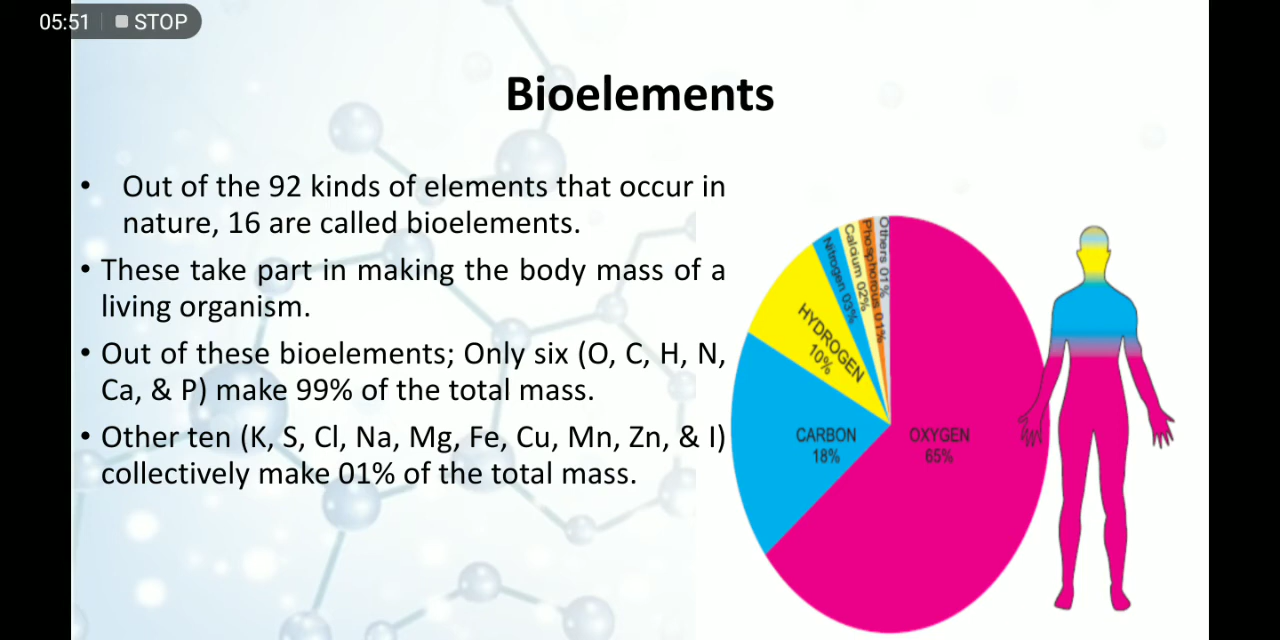 05:51 STOP
Bioelements
• Out of the 92 kinds of elements that occur in
nature, 16 are called bioelements.
• These take part in making the body mass of a
living organism.
• Out of these bioelements; Only six (O, C, H, N,
Ca, & P) make 99% of the total mass.
• Other ten (K, S, Cl, Na, Mg, Fe, Cu, Mn, Zn, & I)
collectively make 01% of the total mass.
Nitrogen 03%
Calcium 02%
Phosphorous 01%
Others 01%
HYDROGEN
10%
CARBON
18%
OXYGEN
65%